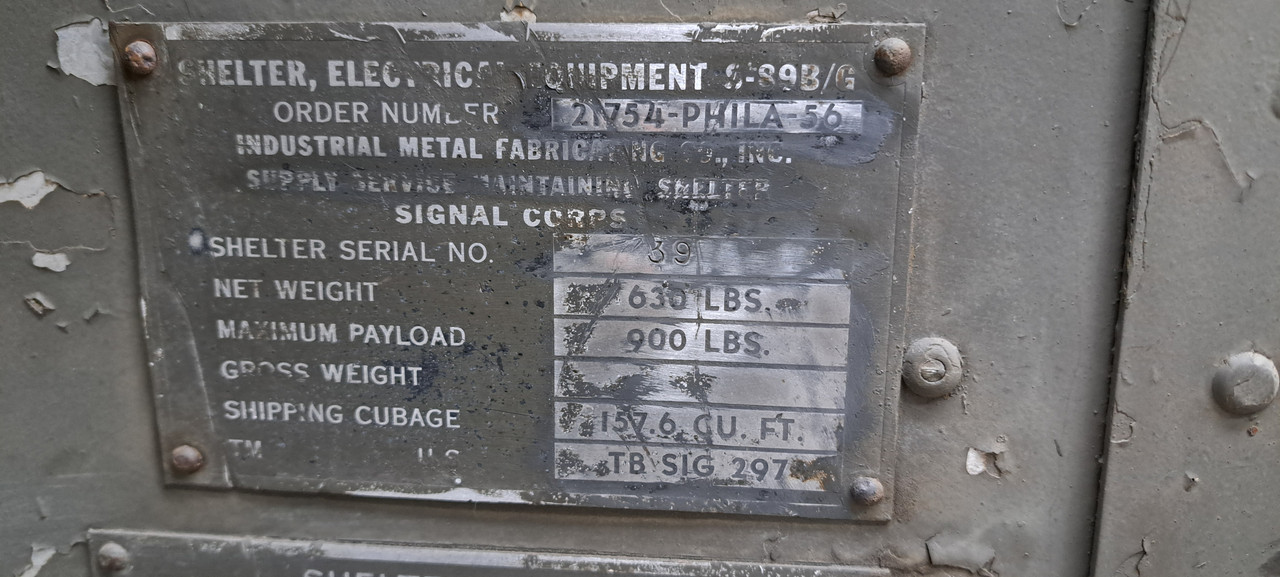 SHELTER, ELECTRICAL EQUIPMENT S-89B/G
ORDER NUMBER 21754-PHILA-56
INDUSTRIAL METAL FABRICATING CO., INC.
SUPPLY SERVICE MAINTAINING SHELTER
SIGNAL CORPS
SHELTER SERIAL NO. 39
NET WEIGHT 630 LBS.
MAXIMUM PAYLOAD 900 LBS.
GROSS WEIGHT
SHIPPING CUBAGE 157.6 CU. FT.
TM U.S TB SIG 297
SHELTER